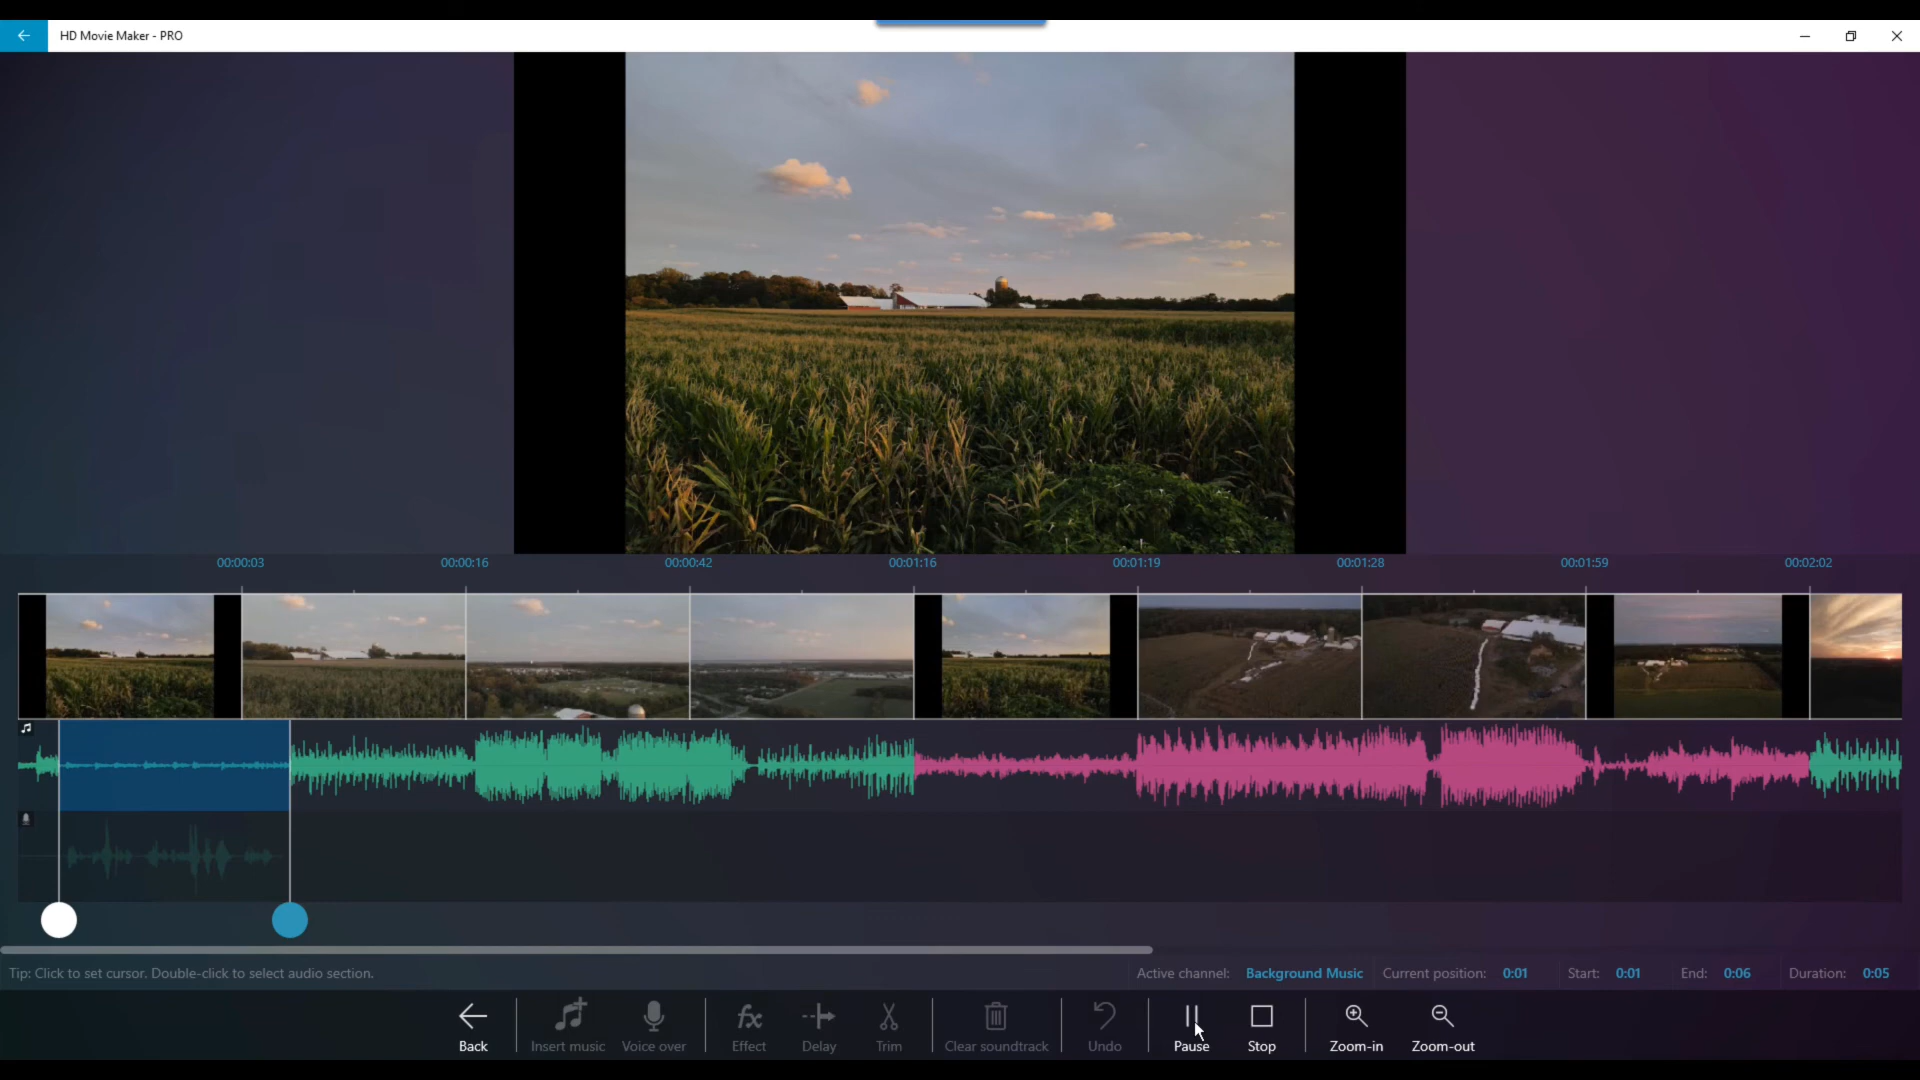 HD Movie Maker - PRO
00:00:03 00:00:16 00:00:42 00:01:16 00:01:19 00:01:28 00:01:59 00:02:02
Tip: Click to set cursor. Double-click to select audio section.
Active channel: Background Music Current position: 0:01 Start: 0:01 End: 0:06 Duration: 0:05
Back Insert music Voice over fx Effect Delay Trim Clear soundtrack Undo Pause Stop Zoom-in Zoom-out